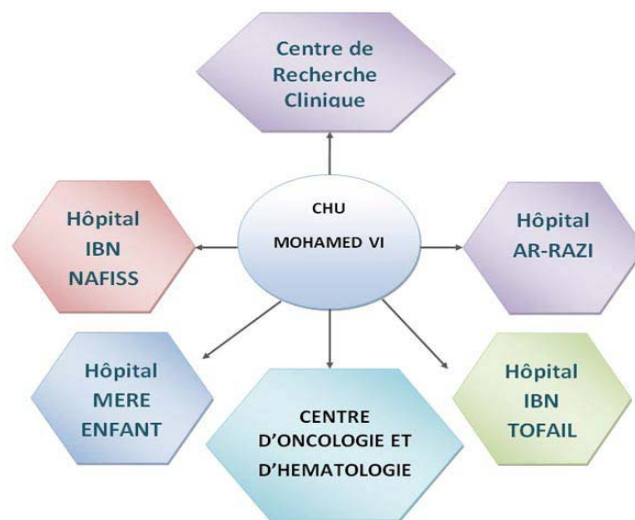 Centre de
Recherche
Clinique
CHU
MOHAMED VI
Hôpital
IBN
NAFISS
Hôpital
AR-RAZI
Hôpital
MERE
ENFANT
CENTRE
D'ONCOLOGIE ET
D'HEMATOLOGIE
Hôpital
IBN
TOFAIL